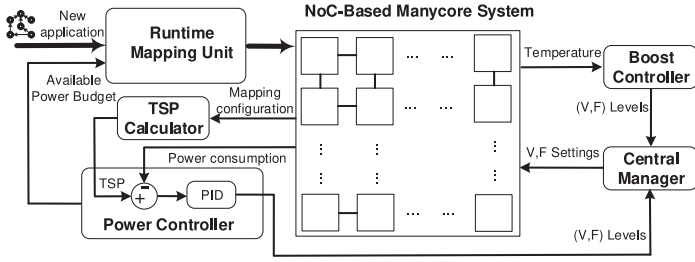 NoC-Based Manycore System
New
application
Runtime
Mapping Unit
Available
Power Budget
Mapping
configuration
TSP
Calculator
Power consumption
TSP
-
+
PID
Power Controller
... ...
... ...
... ...
Temperature
Boost
Controller
(V,F) Levels
V,F Settings
Central
Manager
(V,F) Levels